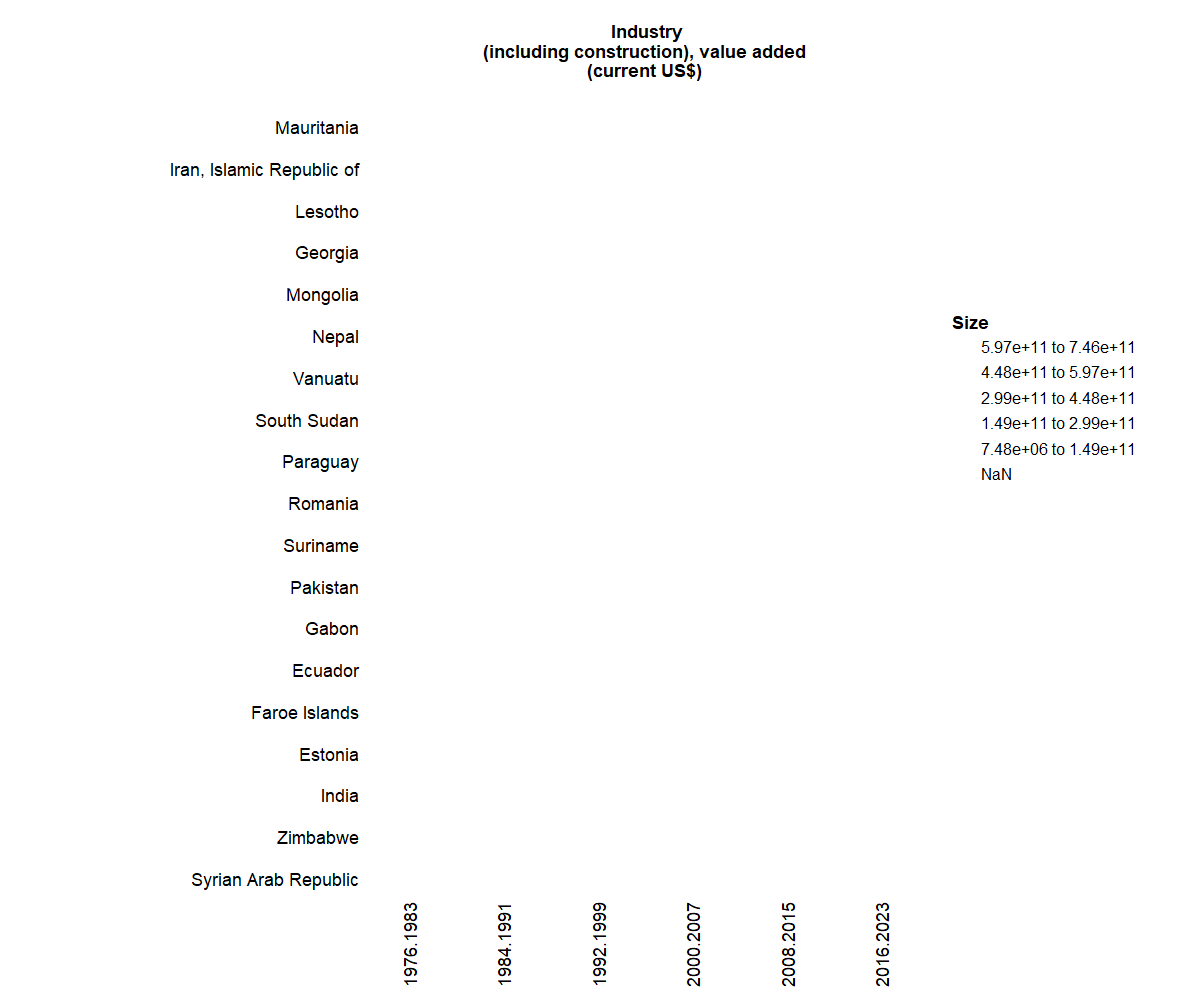 Industry
(including construction), value added
(current US$)
Mauritania
Iran, Islamic Republic of
Lesotho
Georgia
Mongolia
Nepal
Vanuatu
South Sudan
Paraguay
Romania
Suriname
Pakistan
Gabon
Ecuador
Faroe Islands
Estonia
India
Zimbabwe
Syrian Arab Republic
1976.1983
1984.1991
1992.1999
2000.2007
2008.2015
2016.2023
Size
5.97e+11 to 7.46e+11
4.48e+11 to 5.97e+11
2.99e+11 to 4.48e+11
1.49e+11 to 2.99e+11
7.48e+06 to 1.49e+11
NaN